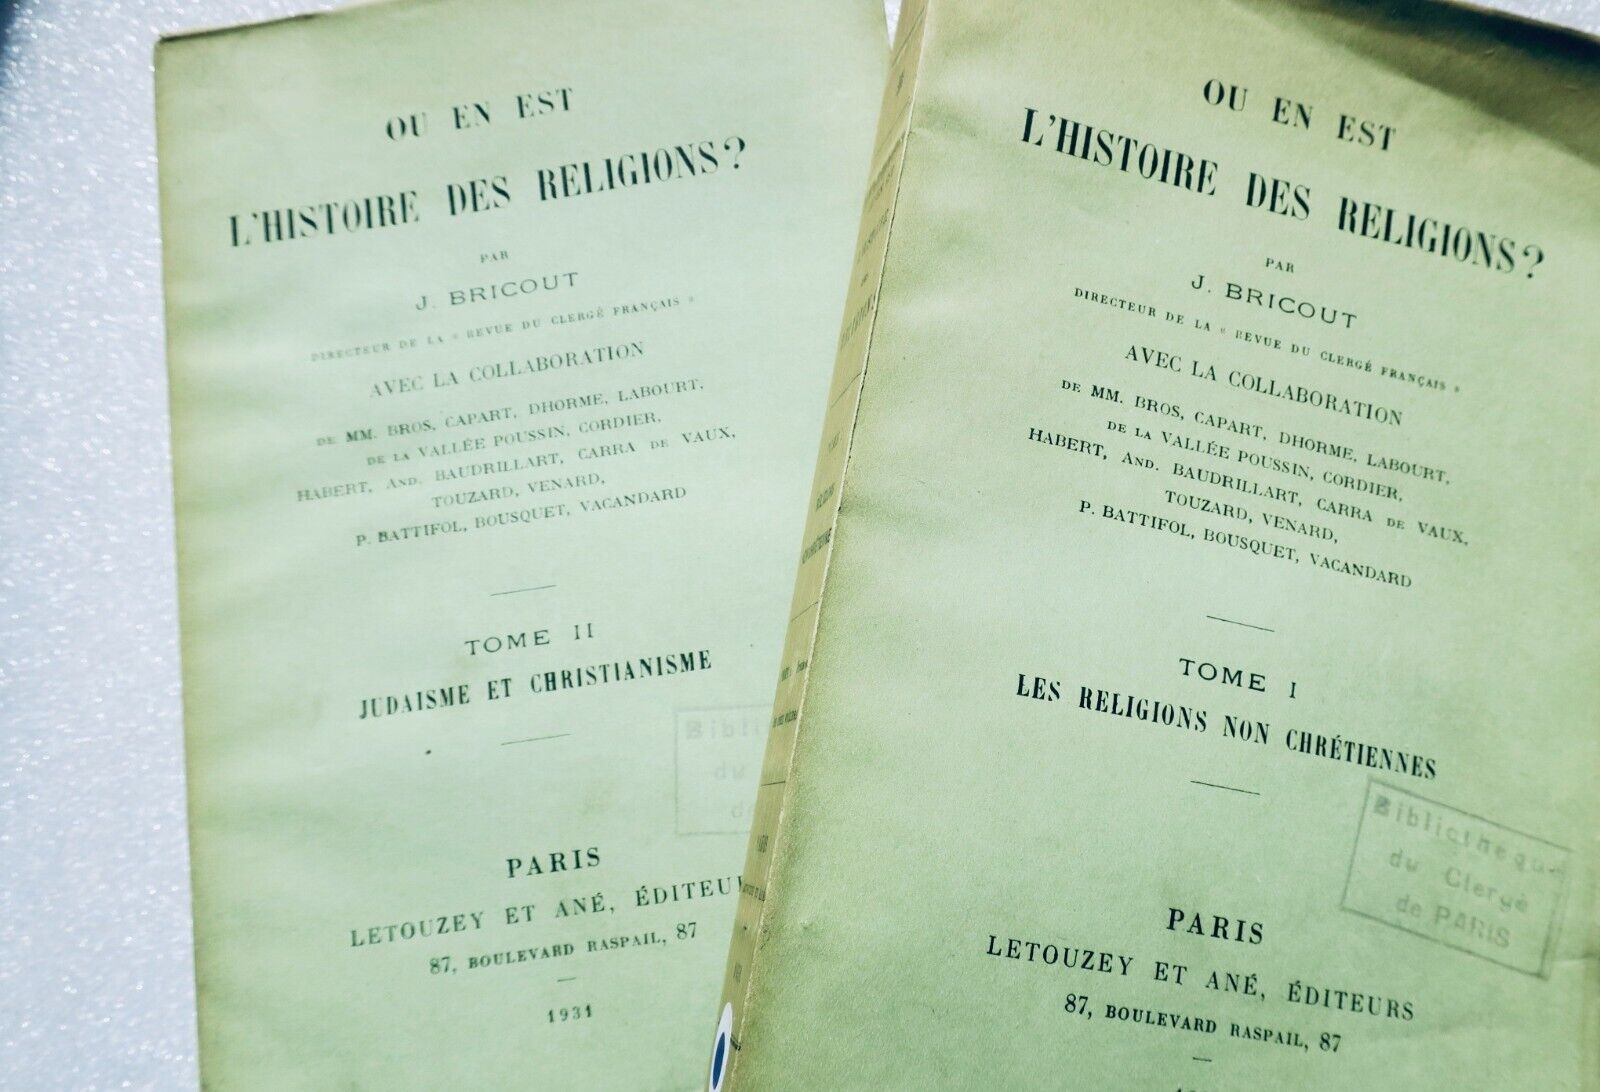 OU EN EST
L'HISTOIRE DES RELIGIONS?
PAR
J. BRICOUT
DIRECTEUR DE LA « REVUE DU CLERGÉ FRANÇAIS »
AVEC LA COLLABORATION
DE MM. BROS, CAPART, DHORME, LABOURT,
DE LA VALLÉE POUSSIN, CORDIER,
HABERT, AND. BAUDRILLART, CARRA DE VAUX,
TOUZARD, VENARD,
P. BATTIFOL, BOUSQUET, VACANDARD
TOME II
JUDAISME ET CHRISTIANISME
du
PARIS
LETOUZEY ET ANÉ, ÉDITEU
87, BOULEVARD RASPAIL, 87
1931
OU EN EST
L'HISTOIRE DES RELIGIONS?
PAR
J. BRICOUT
DIRECTEUR DE LA « REVUE DU CLERGÉ FRANÇAIS »
AVEC LA COLLABORATION
DE MM. BROS, CAPART, DHORME, LABOURT,
DE LA VALLÉE POUSSIN, CORDIER,
HABERT, AND. BAUDRILLART, CARRA DE VAUX,
TOUZARD, VENARD,
P. BATTIFOL, BOUSQUET, VACANDARD
TOME I
LES RELIGIONS NON CHRÉTIENNES
Bibliothèque
du Clergé
de PARIS
PARIS
LETOUZEY ET ANÉ, ÉDITEURS
87, BOULEVARD RASPAIL, 87